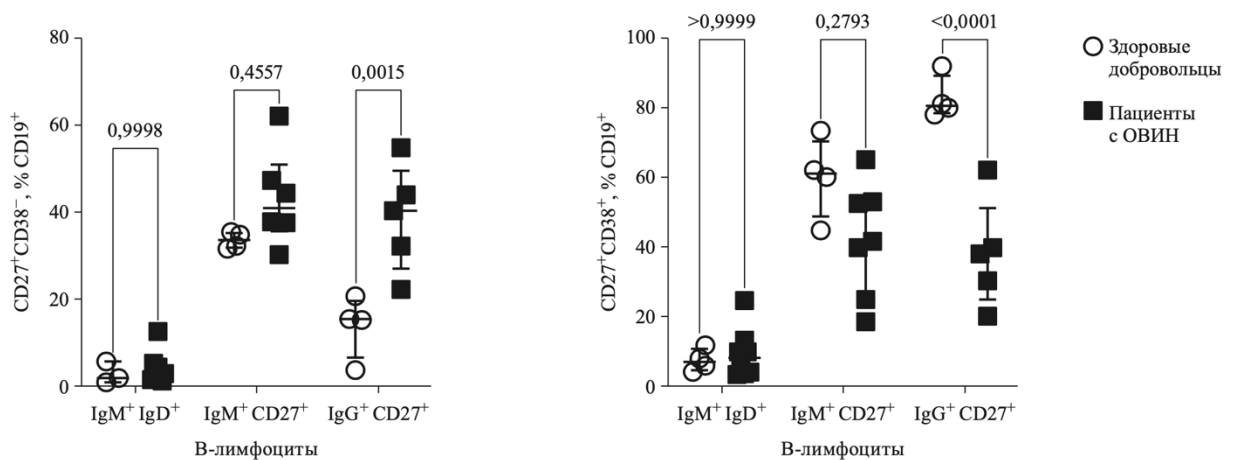 80
60
40
20
0
CD27⁺CD38⁻, % CD19⁺
0,9998
0,4557
0,0015
IgM⁺ IgD⁺
IgM⁺ CD27⁺
IgG⁺ CD27⁺
В-лимфоциты
100
80
60
40
20
0
CD27⁺CD38⁺, % CD19⁺
>0,9999
0,2793
<0,0001
IgM⁺ IgD⁺
IgM⁺ CD27⁺
IgG⁺ CD27⁺
В-лимфоциты
Здоровые
добровольцы
Пациенты
с ОВИН